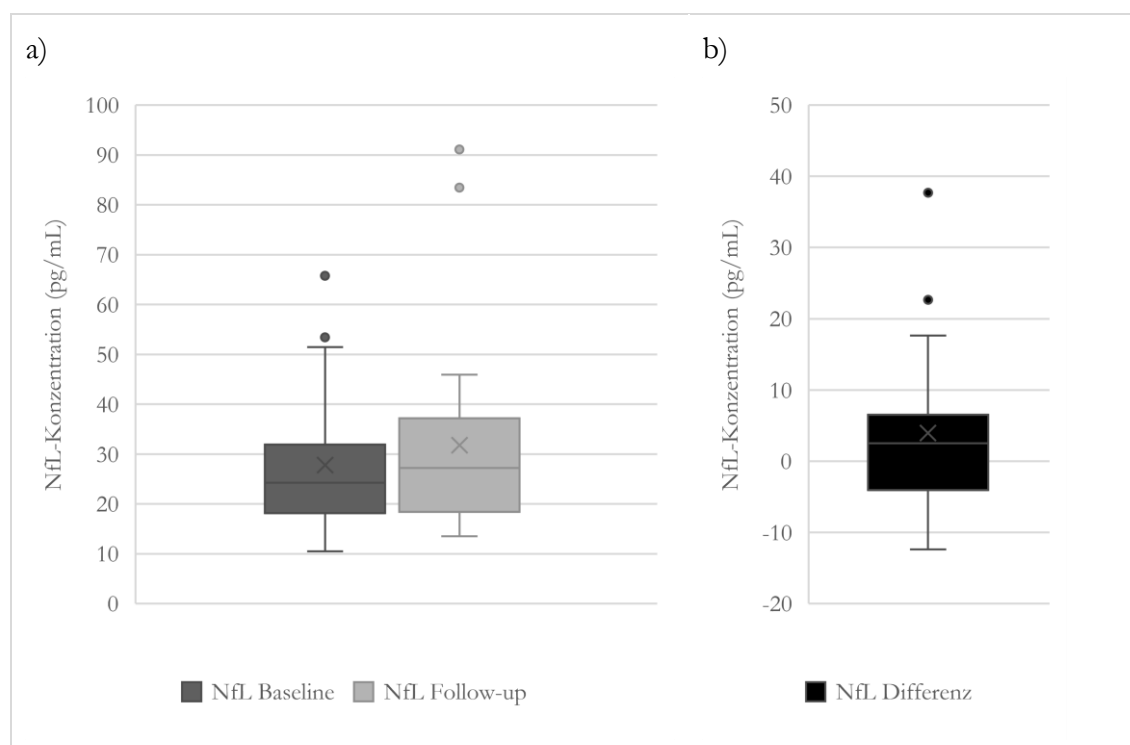 a)
NfL-Konzentration (pg/mL)
100
90
80
70
60
50
40
30
20
10
0
NfL Baseline
NfL Follow-up
b)
NfL-Konzentration (pg/mL)
50
40
30
20
10
0
-10
-20
NfL Differenz